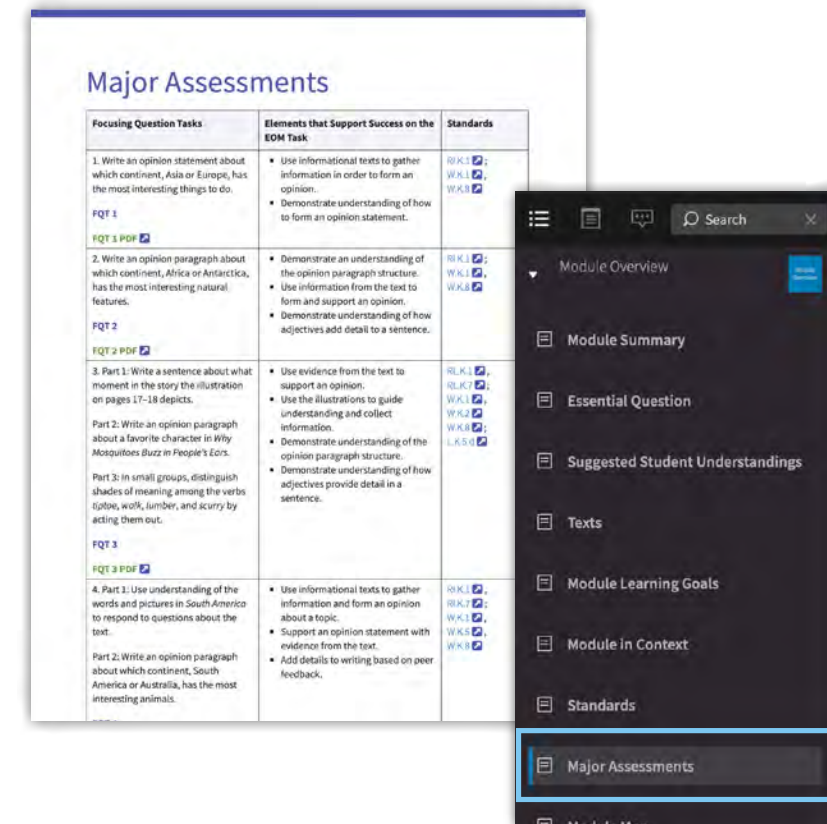 Major Assessments
Focusing Question Tasks
Elements that Support Success on the
EOM Task
Standards
1. Write an opinion statement about
which continent, Asia or Europe, has
the most interesting things to do.
FQT 1
FQT 1 PDF
▪ Use informational texts to gather
information in order to form an
opinion.
▪ Demonstrate understanding of how
to form an opinion statement.
RI.K.1 ;
W.K.1 ,
W.K.8
2. Write an opinion paragraph about
which continent, Africa or Antarctica,
has the most interesting natural
features.
FQT 2
FQT 2 PDF
▪ Demonstrate an understanding of
the opinion paragraph structure.
▪ Use information from the text to
form and support an opinion.
▪ Demonstrate understanding of how
adjectives add detail to a sentence.
RI.K.1 ;
W.K.1 ,
W.K.8
3. Part 1: Write a sentence about what
moment in the story the illustration
on pages 17–18 depicts.
Part 2: Write an opinion paragraph
about a favorite character in Why
Mosquitoes Buzz in People's Ears.
Part 3: In small groups, distinguish
shades of meaning among the verbs
tiptoe, walk, lumber, and scurry by
acting them out.
FQT 3
FQT 3 PDF
▪ Use evidence from the text to
support an opinion.
▪ Use the illustrations to guide
understanding and collect
information.
▪ Demonstrate understanding of the
opinion paragraph structure.
▪ Demonstrate understanding of how
adjectives provide detail in a
sentence.
RL.K.1 ,
RL.K.7 ;
W.K.1 ,
W.K.2
W.K.8 ;
L.K.5.d
4. Part 1: Use understanding of the
words and pictures in South America
to respond to questions about the
text.
Part 2: Write an opinion paragraph
about which continent, South
America or Australia, has the most
interesting animals.
▪ Use informational texts to gather
information and form an opinion
about a topic.
▪ Support an opinion statement with
evidence from the text.
▪ Add details to writing based on peer
feedback.
RI.K.1 ,
RI.K.7 ;
W.K.1 ,
W.K.5 ,
W.K.8
Search
Module Overview
Module Summary
Essential Question
Suggested Student Understandings
Texts
Module Learning Goals
Module in Context
Standards
Major Assessments